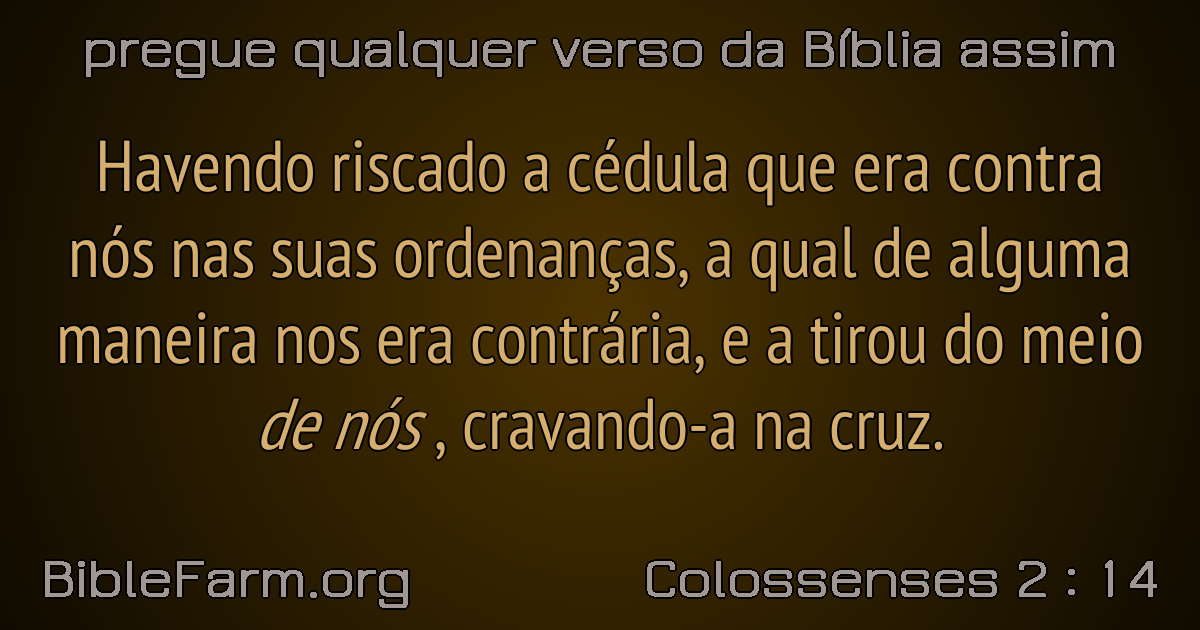 pregue qualquer verso da Bíblia assim
Havendo riscado a cédula que era contra
nós nas suas ordenanças, a qual de alguma
maneira nos era contrária, e a tirou do meio
de nós , cravando-a na cruz.
BibleFarm.org
Colossenses 2 : 14